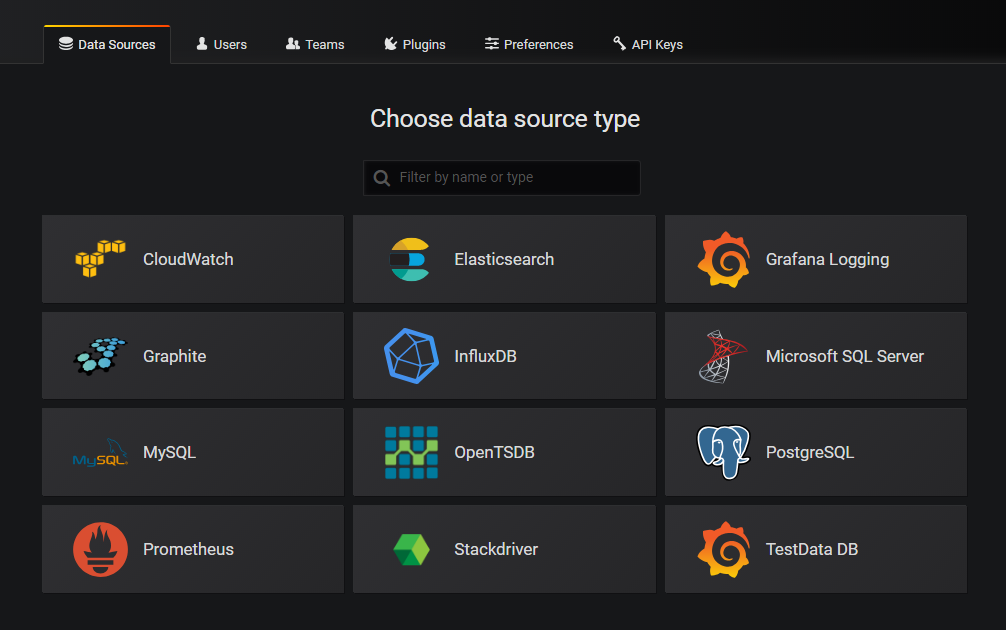 Data Sources Users Teams Plugins Preferences API Keys
Choose data source type
Filter by name or type
CloudWatch Elasticsearch Grafana Logging
Graphite InfluxDB Microsoft SQL Server
MySQL MySQL OpenTSDB PostgreSQL
Prometheus Stackdriver TestData DB